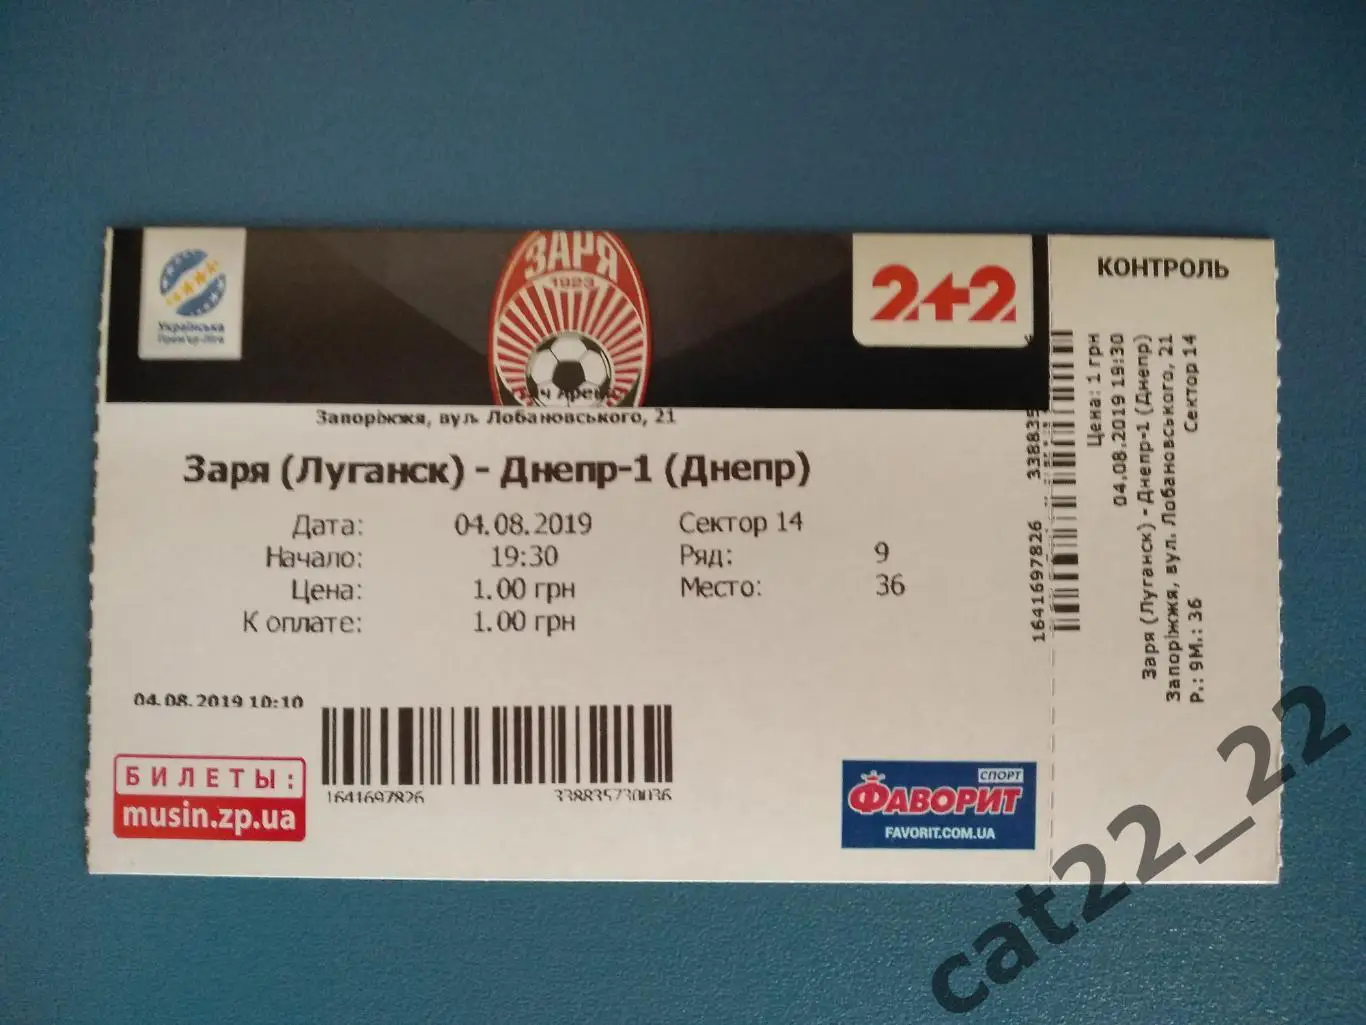 Українська
Прем'єр-Ліга
ЗАРЯ
1923
2+2
Запоріжжя, вул. Лобановського, 21
Заря (Луганск) - Днепр-1 (Днепр)
Дата: 04.08.2019 Сектор 14
Начало: 19:30 Ряд: 9
Цена: 1.00 грн Место: 36
К оплате: 1.00 грн
04.08.2019 10:10
1641697826 338835730036
БИЛЕТЫ:
musin.zp.ua
СПОРТ
ФАВОРИТ
FAVORIT.COM.UA
1641697826 338835
КОНТРОЛЬ
Цена: 1 грн
04.08.2019 19:30
Заря (Луганск) - Днепр-1 (Днепр)
Запоріжжя, вул. Лобановського, 21
Сектор 14
Р.: 9М.: 36
cat22_22